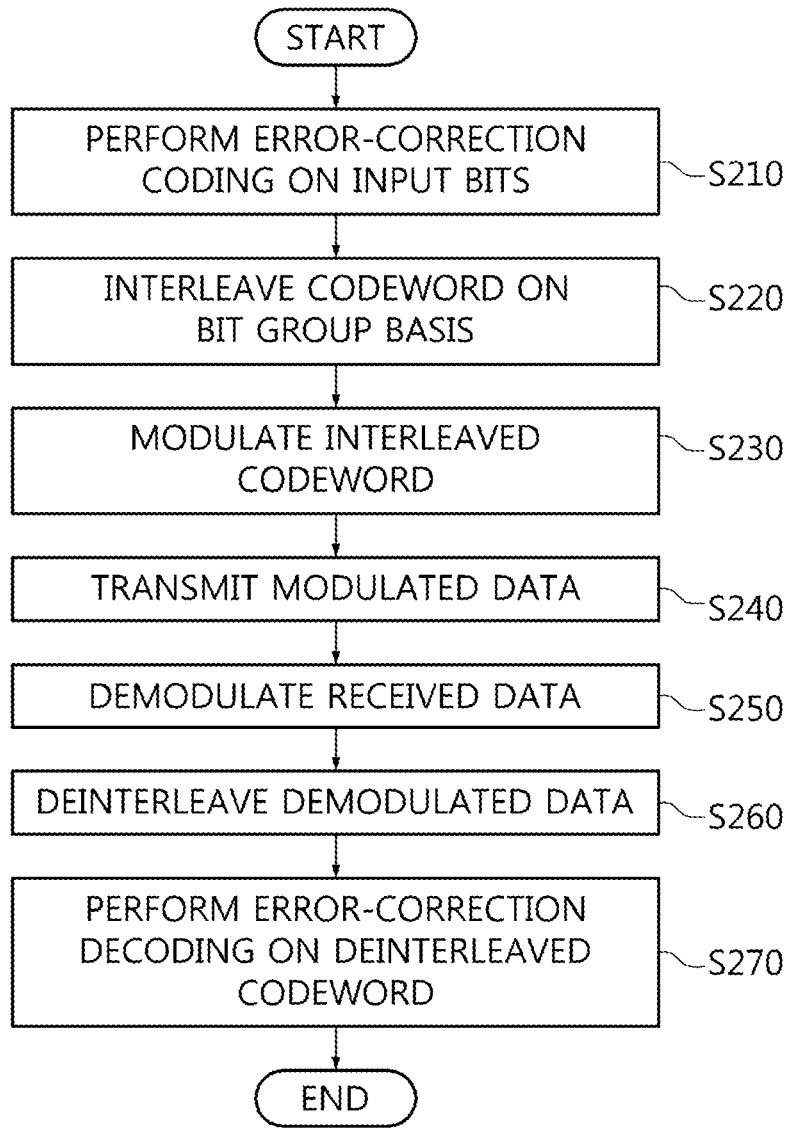 START
PERFORM ERROR-CORRECTION
CODING ON INPUT BITS
S210
INTERLEAVE CODEWORD ON
BIT GROUP BASIS
S220
MODULATE INTERLEAVED
CODEWORD
S230
TRANSMIT MODULATED DATA
S240
DEMODULATE RECEIVED DATA
S250
DEINTERLEAVE DEMODULATED DATA
S260
PERFORM ERROR-CORRECTION
DECODING ON DEINTERLEAVED
CODEWORD
S270
END